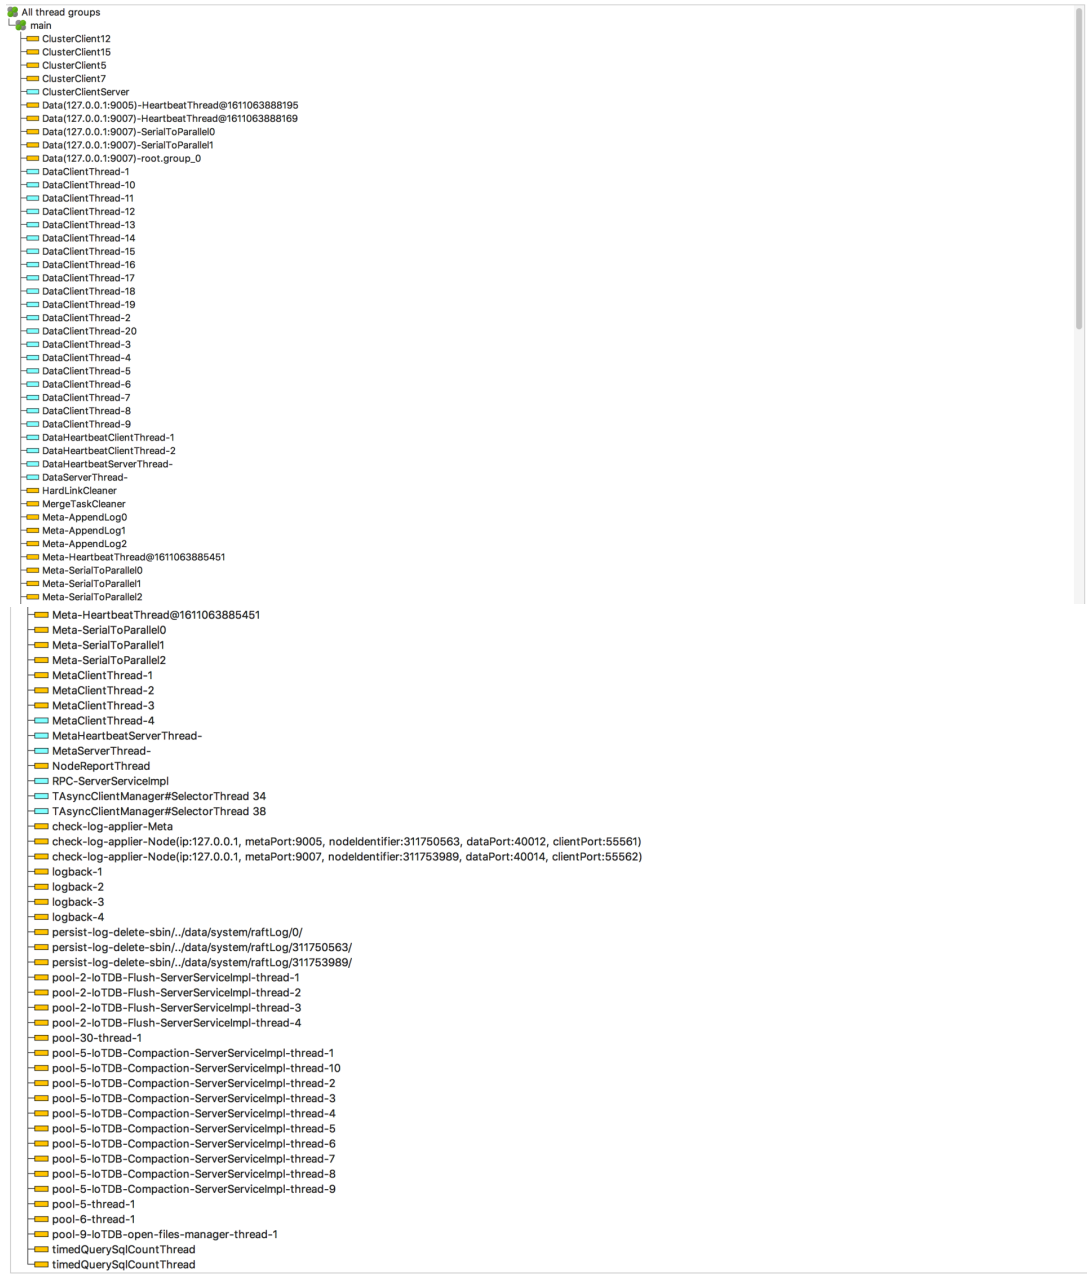 All thread groups
main
ClusterClient12
ClusterClient15
ClusterClient5
ClusterClient7
ClusterClientServer
Data(127.0.0.1:9005)-HeartbeatThread@1611063888195
Data(127.0.0.1:9007)-HeartbeatThread@1611063888169
Data(127.0.0.1:9007)-SerialToParallel0
Data(127.0.0.1:9007)-SerialToParallel1
Data(127.0.0.1:9007)-root.group_0
DataClientThread-1
DataClientThread-10
DataClientThread-11
DataClientThread-12
DataClientThread-13
DataClientThread-14
DataClientThread-15
DataClientThread-16
DataClientThread-17
DataClientThread-18
DataClientThread-19
DataClientThread-2
DataClientThread-20
DataClientThread-3
DataClientThread-4
DataClientThread-5
DataClientThread-6
DataClientThread-7
DataClientThread-8
DataClientThread-9
DataHeartbeatClientThread-1
DataHeartbeatClientThread-2
DataHeartbeatServerThread-
DataServerThread-
HardLinkCleaner
MergeTaskCleaner
Meta-AppendLog0
Meta-AppendLog1
Meta-AppendLog2
Meta-HeartbeatThread@1611063885451
Meta-SerialToParallel0
Meta-SerialToParallel1
Meta-SerialToParallel2
Meta-HeartbeatThread@1611063885451
Meta-SerialToParallel0
Meta-SerialToParallel1
Meta-SerialToParallel2
MetaClientThread-1
MetaClientThread-2
MetaClientThread-3
MetaClientThread-4
MetaHeartbeatServerThread-
MetaServerThread-
NodeReportThread
RPC-ServerServiceImpl
TAsyncClientManager#SelectorThread 34
TAsyncClientManager#SelectorThread 38
check-log-applier-Meta
check-log-applier-Node(ip:127.0.0.1, metaPort:9005, nodeIdentifier:311750563, dataPort:40012, clientPort:55561)
check-log-applier-Node(ip:127.0.0.1, metaPort:9007, nodeIdentifier:311753989, dataPort:40014, clientPort:55562)
logback-1
logback-2
logback-3
logback-4
persist-log-delete-sbin/../data/system/raftLog/0/
persist-log-delete-sbin/../data/system/raftLog/311750563/
persist-log-delete-sbin/../data/system/raftLog/311753989/
pool-2-IoTDB-Flush-ServerServiceImpl-thread-1
pool-2-IoTDB-Flush-ServerServiceImpl-thread-2
pool-2-IoTDB-Flush-ServerServiceImpl-thread-3
pool-2-IoTDB-Flush-ServerServiceImpl-thread-4
pool-30-thread-1
pool-5-IoTDB-Compaction-ServerServiceImpl-thread-1
pool-5-IoTDB-Compaction-ServerServiceImpl-thread-10
pool-5-IoTDB-Compaction-ServerServiceImpl-thread-2
pool-5-IoTDB-Compaction-ServerServiceImpl-thread-3
pool-5-IoTDB-Compaction-ServerServiceImpl-thread-4
pool-5-IoTDB-Compaction-ServerServiceImpl-thread-5
pool-5-IoTDB-Compaction-ServerServiceImpl-thread-6
pool-5-IoTDB-Compaction-ServerServiceImpl-thread-7
pool-5-IoTDB-Compaction-ServerServiceImpl-thread-8
pool-5-IoTDB-Compaction-ServerServiceImpl-thread-9
pool-5-thread-1
pool-6-thread-1
pool-9-IoTDB-open-files-manager-thread-1
timedQuerySqlCountThread
timedQuerySqlCountThread